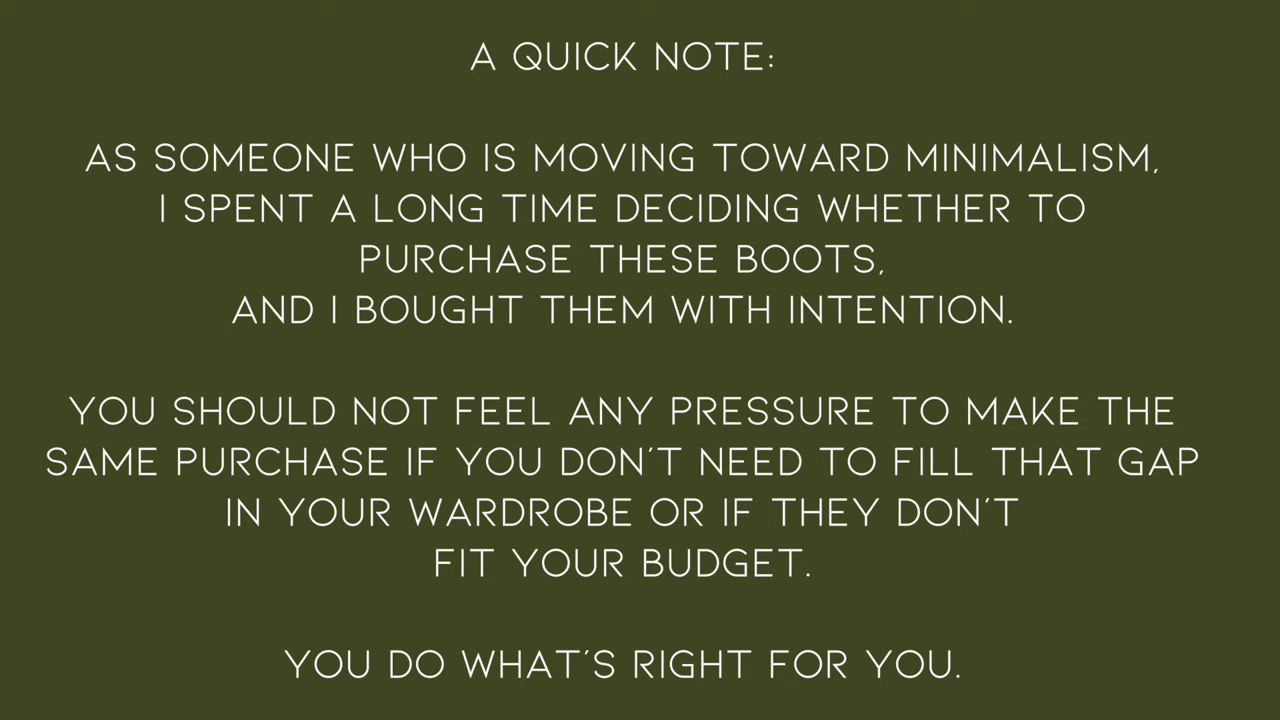 A QUICK NOTE:
AS SOMEONE WHO IS MOVING TOWARD MINIMALISM,
I SPENT A LONG TIME DECIDING WHETHER TO
PURCHASE THESE BOOTS,
AND I BOUGHT THEM WITH INTENTION.
YOU SHOULD NOT FEEL ANY PRESSURE TO MAKE THE
SAME PURCHASE IF YOU DON'T NEED TO FILL THAT GAP
IN YOUR WARDROBE OR IF THEY DON'T
FIT YOUR BUDGET.
YOU DO WHAT'S RIGHT FOR YOU.